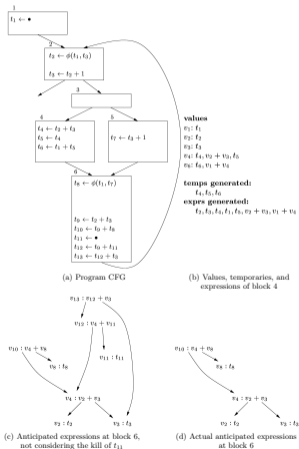 1
t₁ ← •
2
t₂ ← ϕ(t₁, t₃)
t₃ ← t₂ + 1
3
4
t₄ ← t₂ + t₃
t₅ ← t₄
t₆ ← t₁ + t₅
5
t₇ ← t₃ + 1
6
t₈ ← ϕ(t₁, t₇)
t₉ ← t₂ + t₃
t₁₀ ← t₉ + t₈
t₁₁ ← •
t₁₂ ← t₉ + t₁₁
t₁₃ ← t₁₂ + t₃
(a) Program CFG
values
v₁: t₁
v₂: t₂
v₃: t₃
v₄: t₄, v₂ + v₃, t₅
v₆: t₆, v₁ + v₄
temps generated:
t₄, t₅, t₆
exprs generated:
t₂, t₃, t₄, t₁, t₅, v₂ + v₃, v₁ + v₄
(b) Values, temporaries, and
expressions of block 4
v₁₃ : v₁₂ + v₃
v₁₂ : v₄ + v₁₁
v₁₀ : v₄ + v₈
v₁₁ : t₁₁
v₈ : t₈
v₄ : v₂ + v₃
v₂ : t₂
v₃ : t₃
(c) Anticipated expressions at block 6,
not considering the kill of t₁₁
v₁₀ : v₄ + v₈
v₈ : t₈
v₄ : v₂ + v₃
v₂ : t₂
v₃ : t₃
(d) Actual anticipated expressions
at block 6